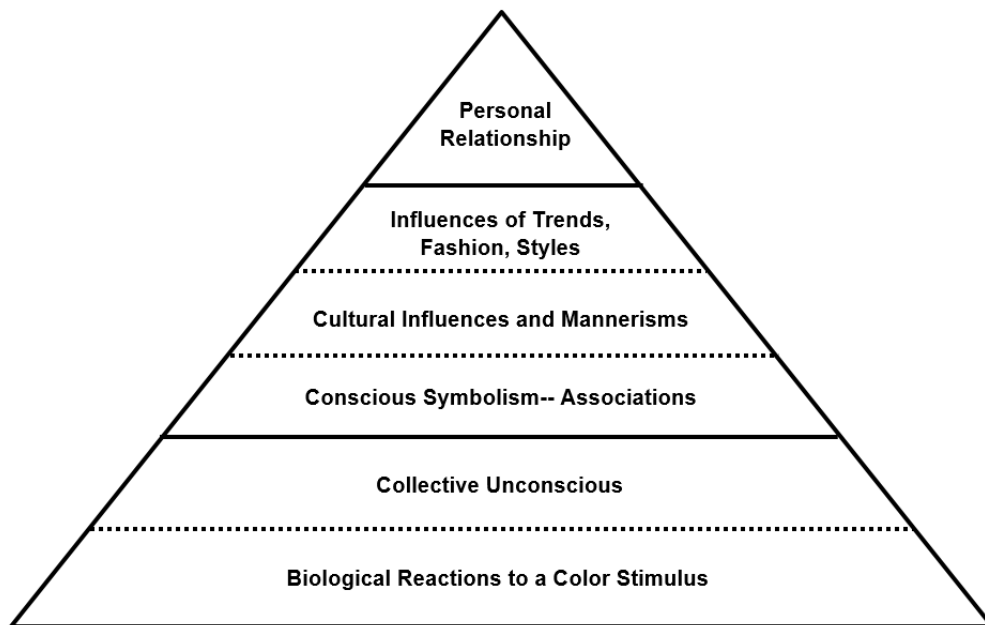 Personal
Relationship
Influences of Trends,
Fashion, Styles
Cultural Influences and Mannerisms
Conscious Symbolism-- Associations
Collective Unconscious
Biological Reactions to a Color Stimulus